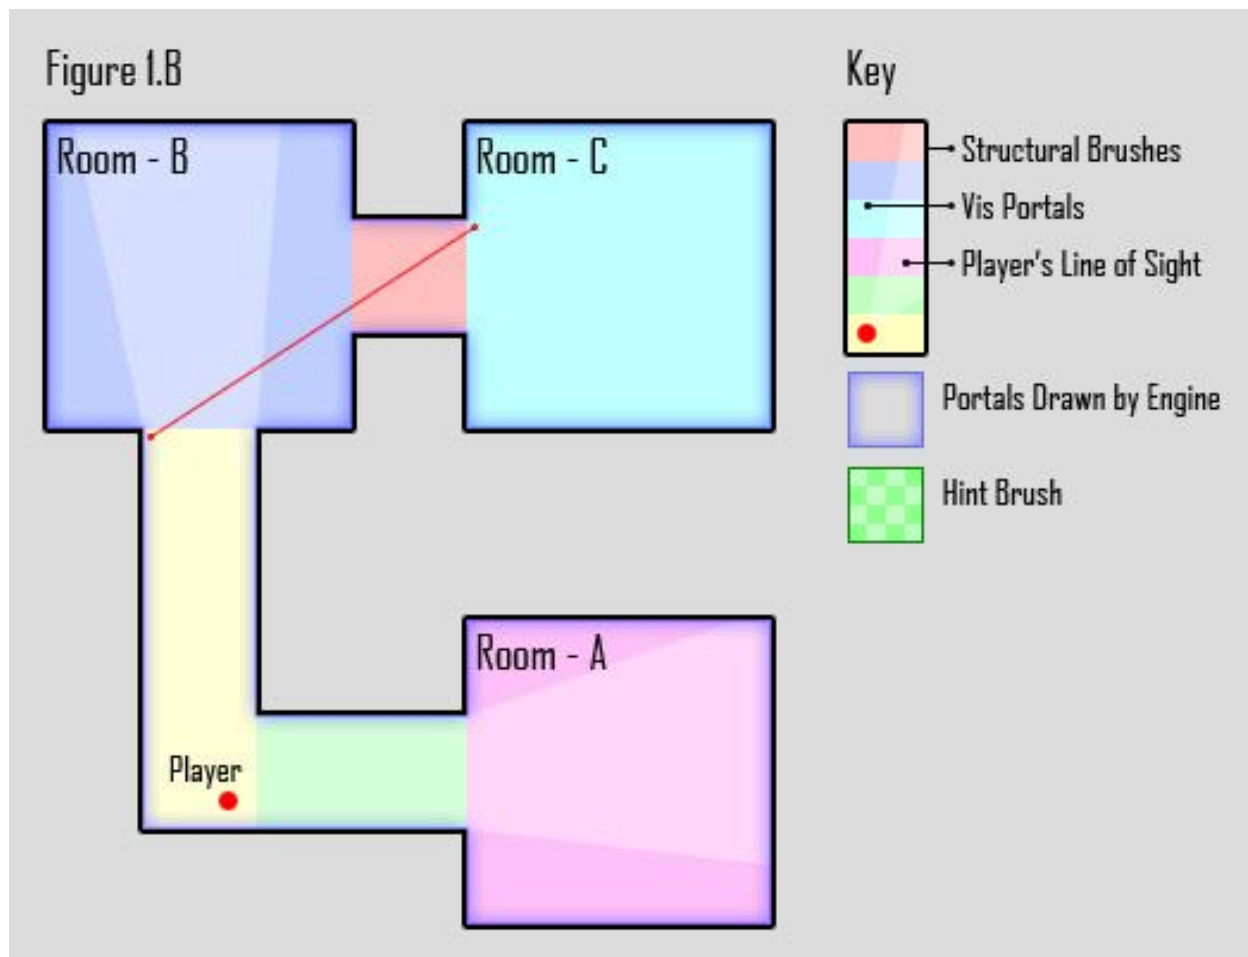 Figure 1.B
Key
Room - B
Room - C
Structural Brushes
Vis Portals
Player's Line of Sight
Portals Drawn by Engine
Hint Brush
Room - A
Player